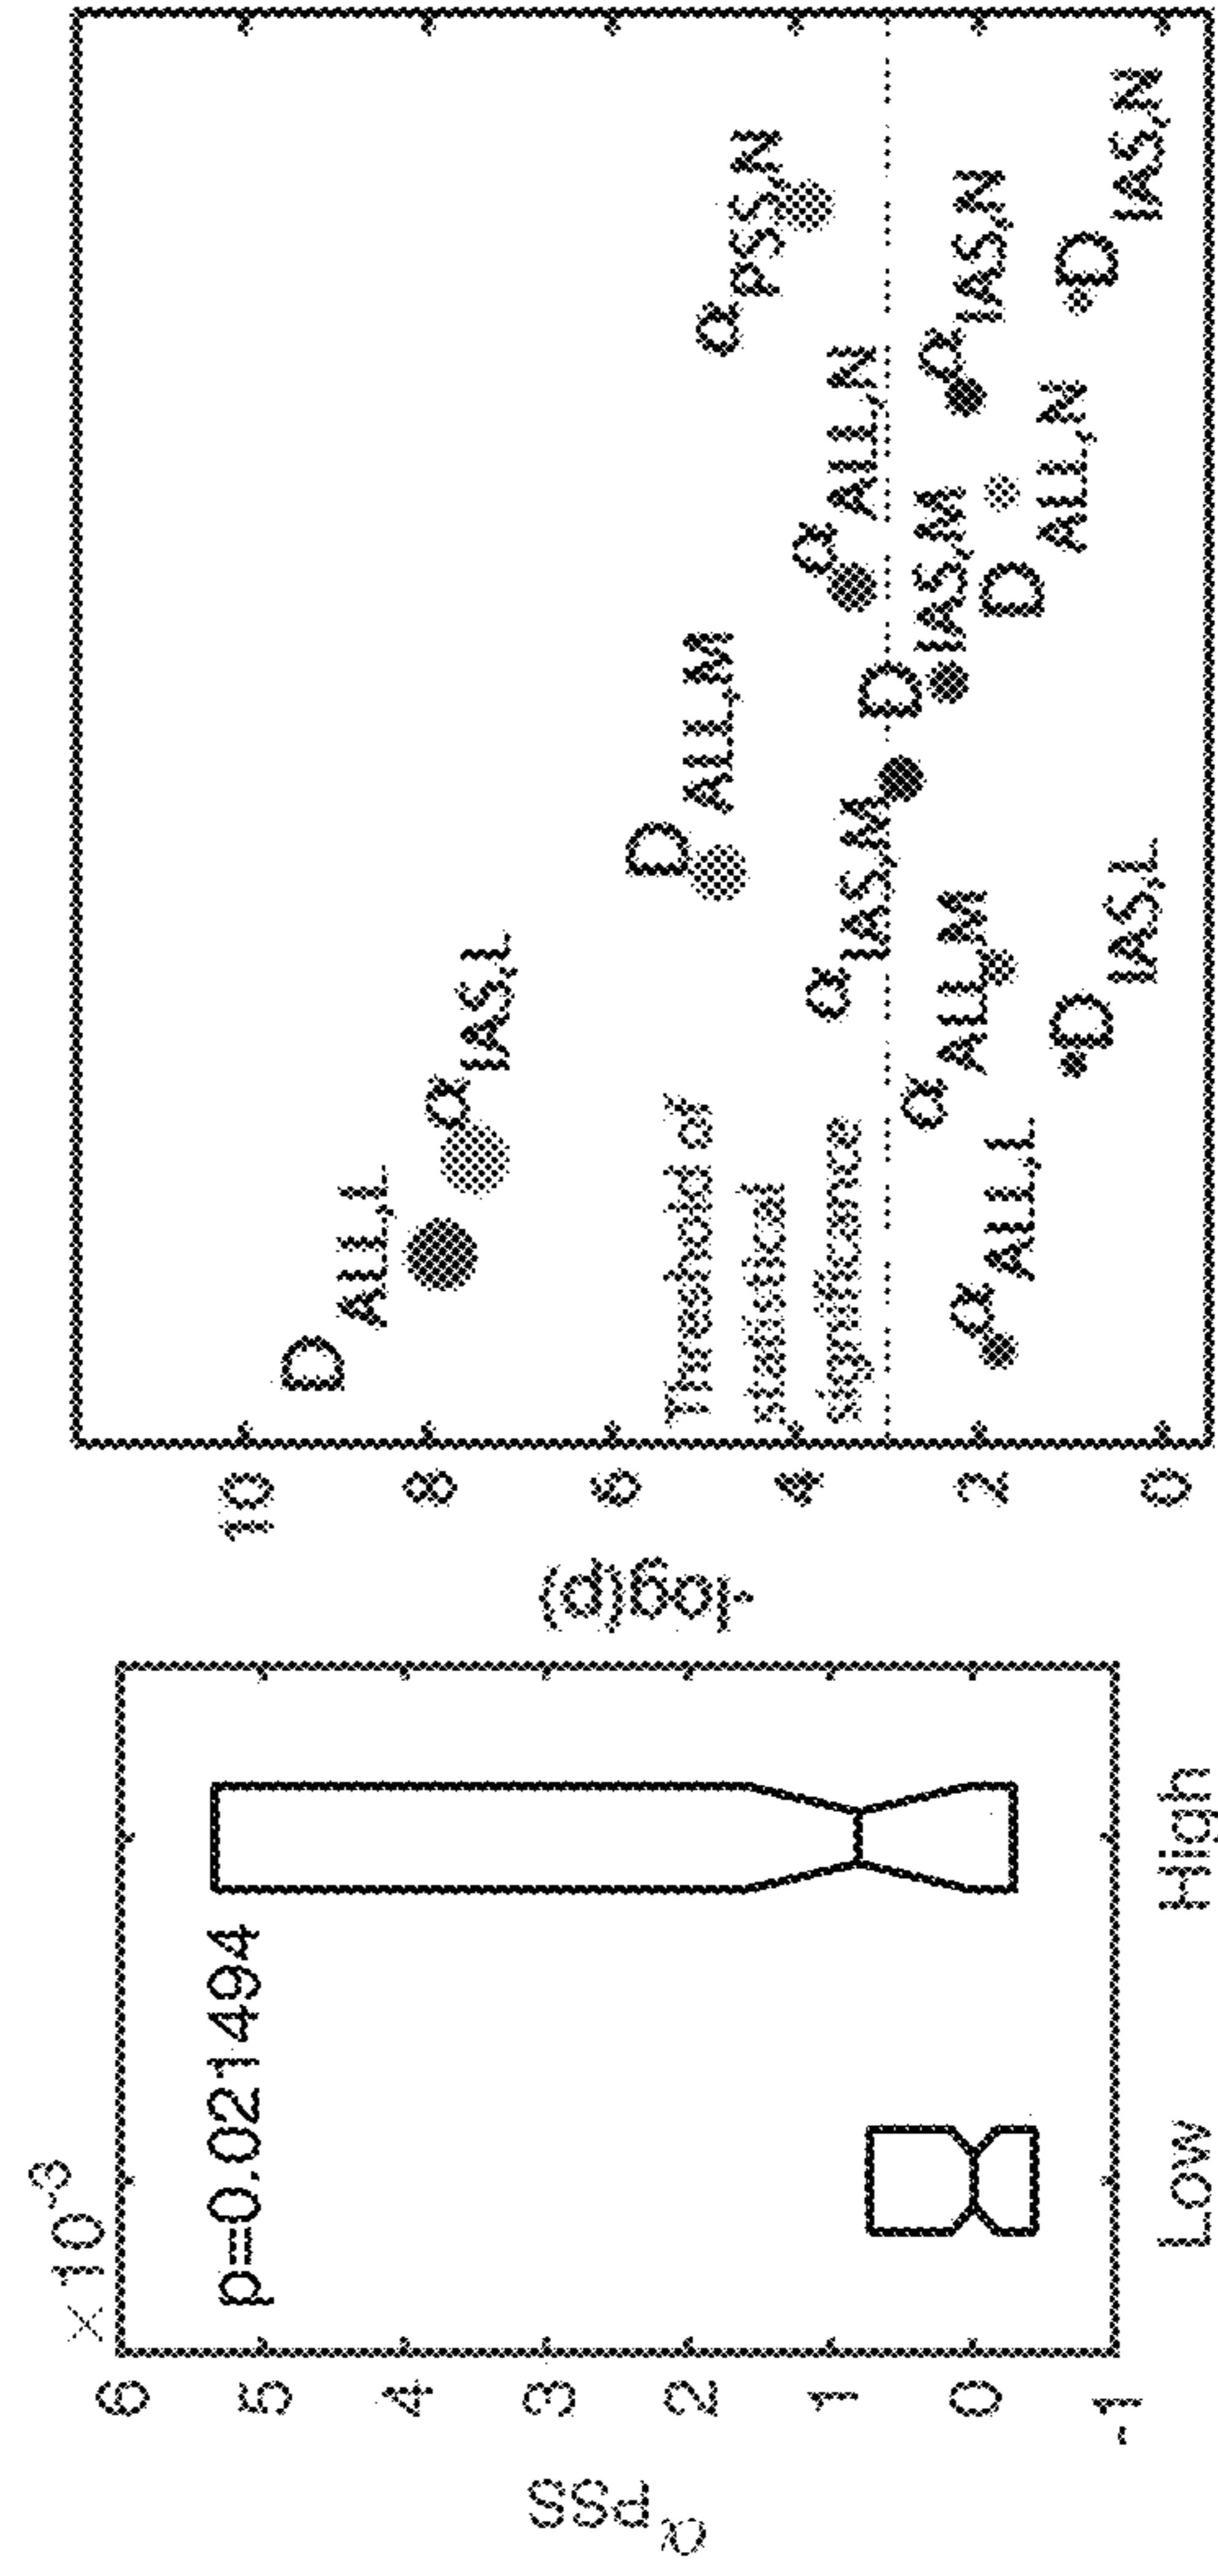 ×10⁻³
6
5
4
3
2
1
0
-1
αPSS
p=0.021494
Low
High
-log(p)
10
8
6
4
2
0
D ALL,L
α IAS,L
D ALL,M
α PSS,N
Threshold of
statistical
significance
α IAS,M
α ALL,N
D IAS,M
α ALL,M
α IAS,N
α ALL,L
D ALL,N
D IAS,L
D IAS,N